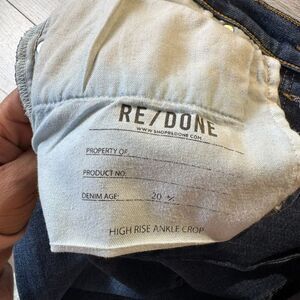 RE/DONE
WWW.SHOPREDONE.COM
PROPERTY OF
PRODUCT NO:
DENIM AGE: 20
HIGH RISE ANKLE CROP